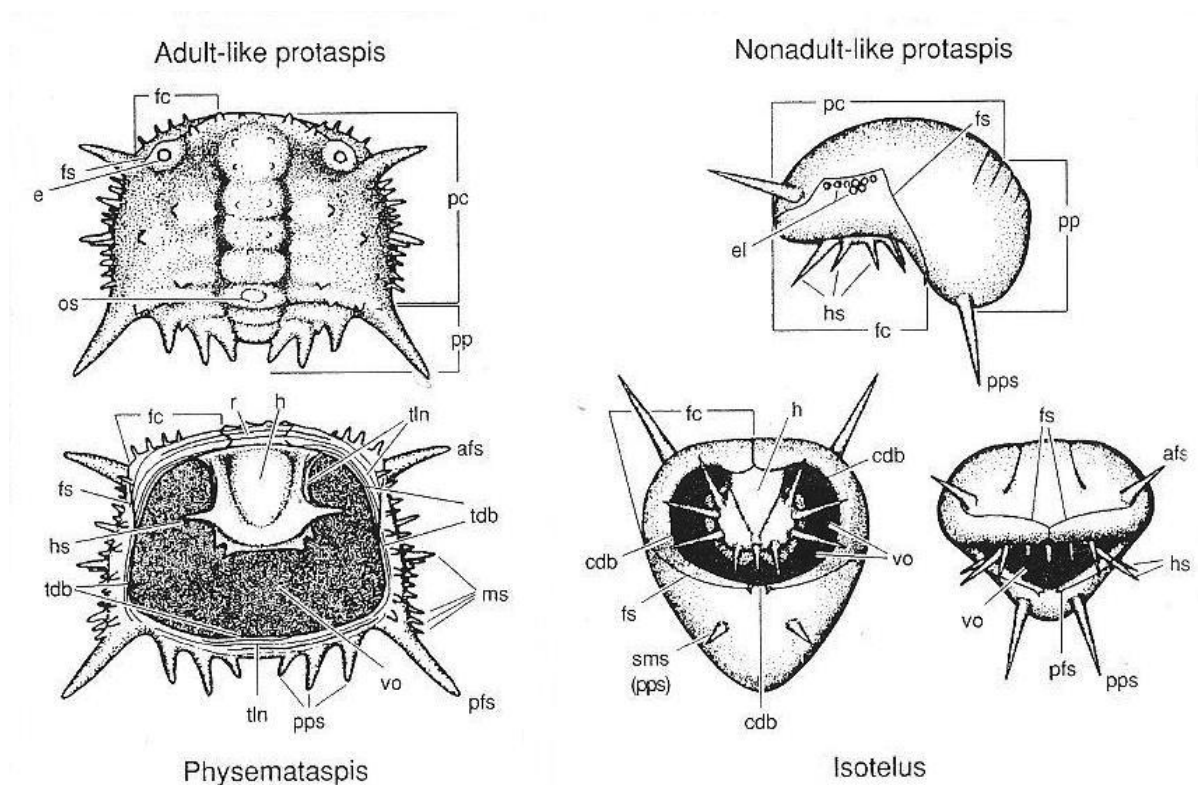 Adult-like protaspis
fc
fs
e
pc
os
pp
fc
r
h
tln
afs
fs
hs
tdb
tdb
ms
vo
tln
pps
pfs
Physemataspis
Nonadult-like protaspis
pc
fs
pp
el
hs
fc
pps
fc
h
cdb
cdb
vo
fs
sms
(pps)
cdb
fs
afs
hs
vo
pfs
pps
Isotelus